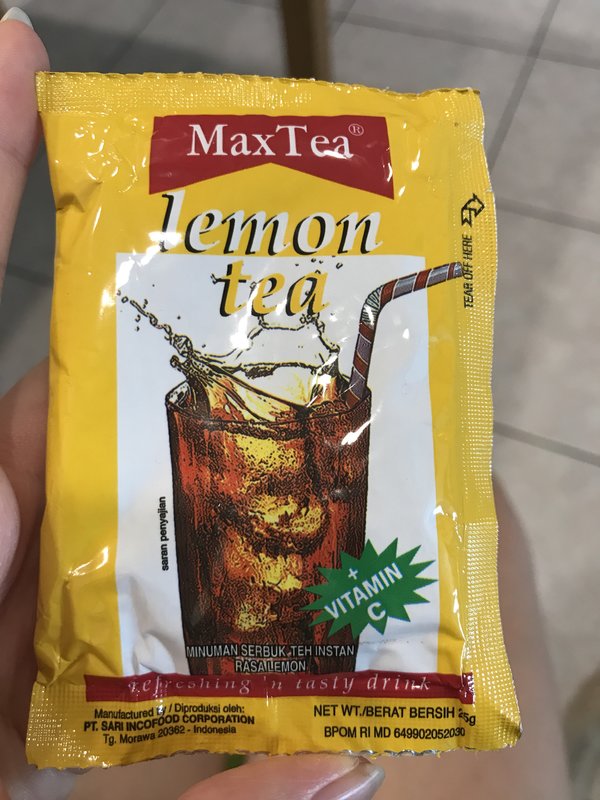 MaxTea®
lemon
tea
TEAR OFF HERE
saran penyajian
+
VITAMIN
C
MINUMAN SERBUK TEH INSTAN
RASA LEMON
refreshing 'n tasty drink
Manufactured by / Diproduksi oleh:
PT. SARI INCOFOOD CORPORATION
Tg. Morawa 20362 - Indonesia
NET WT./BERAT BERSIH 25g
BPOM RI MD 649902052030